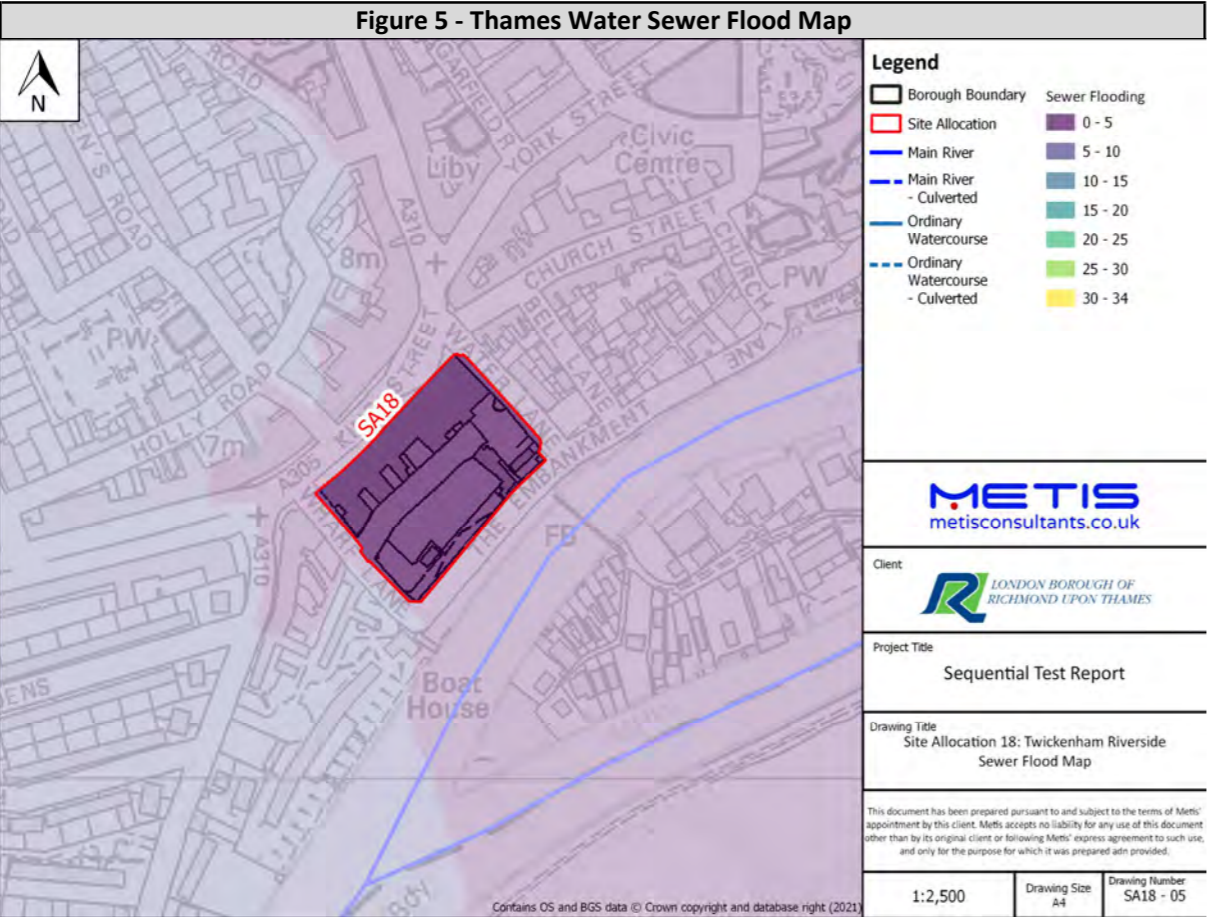 Figure 5 - Thames Water Sewer Flood Map
N
ROAD
GARFIELD R
YORK STREET
Civic
Centre
Liby
EN'S ROAD
A310
8m
CHURCH STREET
CHURCH LANE
PW
BELL LANE
PW
HOLLY ROAD
7m
A305
SA18
THE EMBANKMENT
FB
A310
Boat
House
ENS
Contains OS and BGS data © Crown copyright and database right (2021)
Legend
Borough Boundary
Site Allocation
Main River
Main River
- Culverted
Ordinary
Watercourse
Ordinary
Watercourse
- Culverted
Sewer Flooding
0 - 5
5 - 10
10 - 15
15 - 20
20 - 25
25 - 30
30 - 34
METIS
metisconsultants.co.uk
Client
LONDON BOROUGH OF
RICHMOND UPON THAMES
Project Title
Sequential Test Report
Drawing Title
Site Allocation 18: Twickenham Riverside
Sewer Flood Map
This document has been prepared pursuant to and subject to the terms of Metis'
appointment by this client. Metis accepts no liability for any use of this document
other than by its original client or following Metis' express agreement to such use,
and only for the purpose for which it was prepared adn provided.
1:2,500
Drawing Size
A4
Drawing Number
SA18 - 05